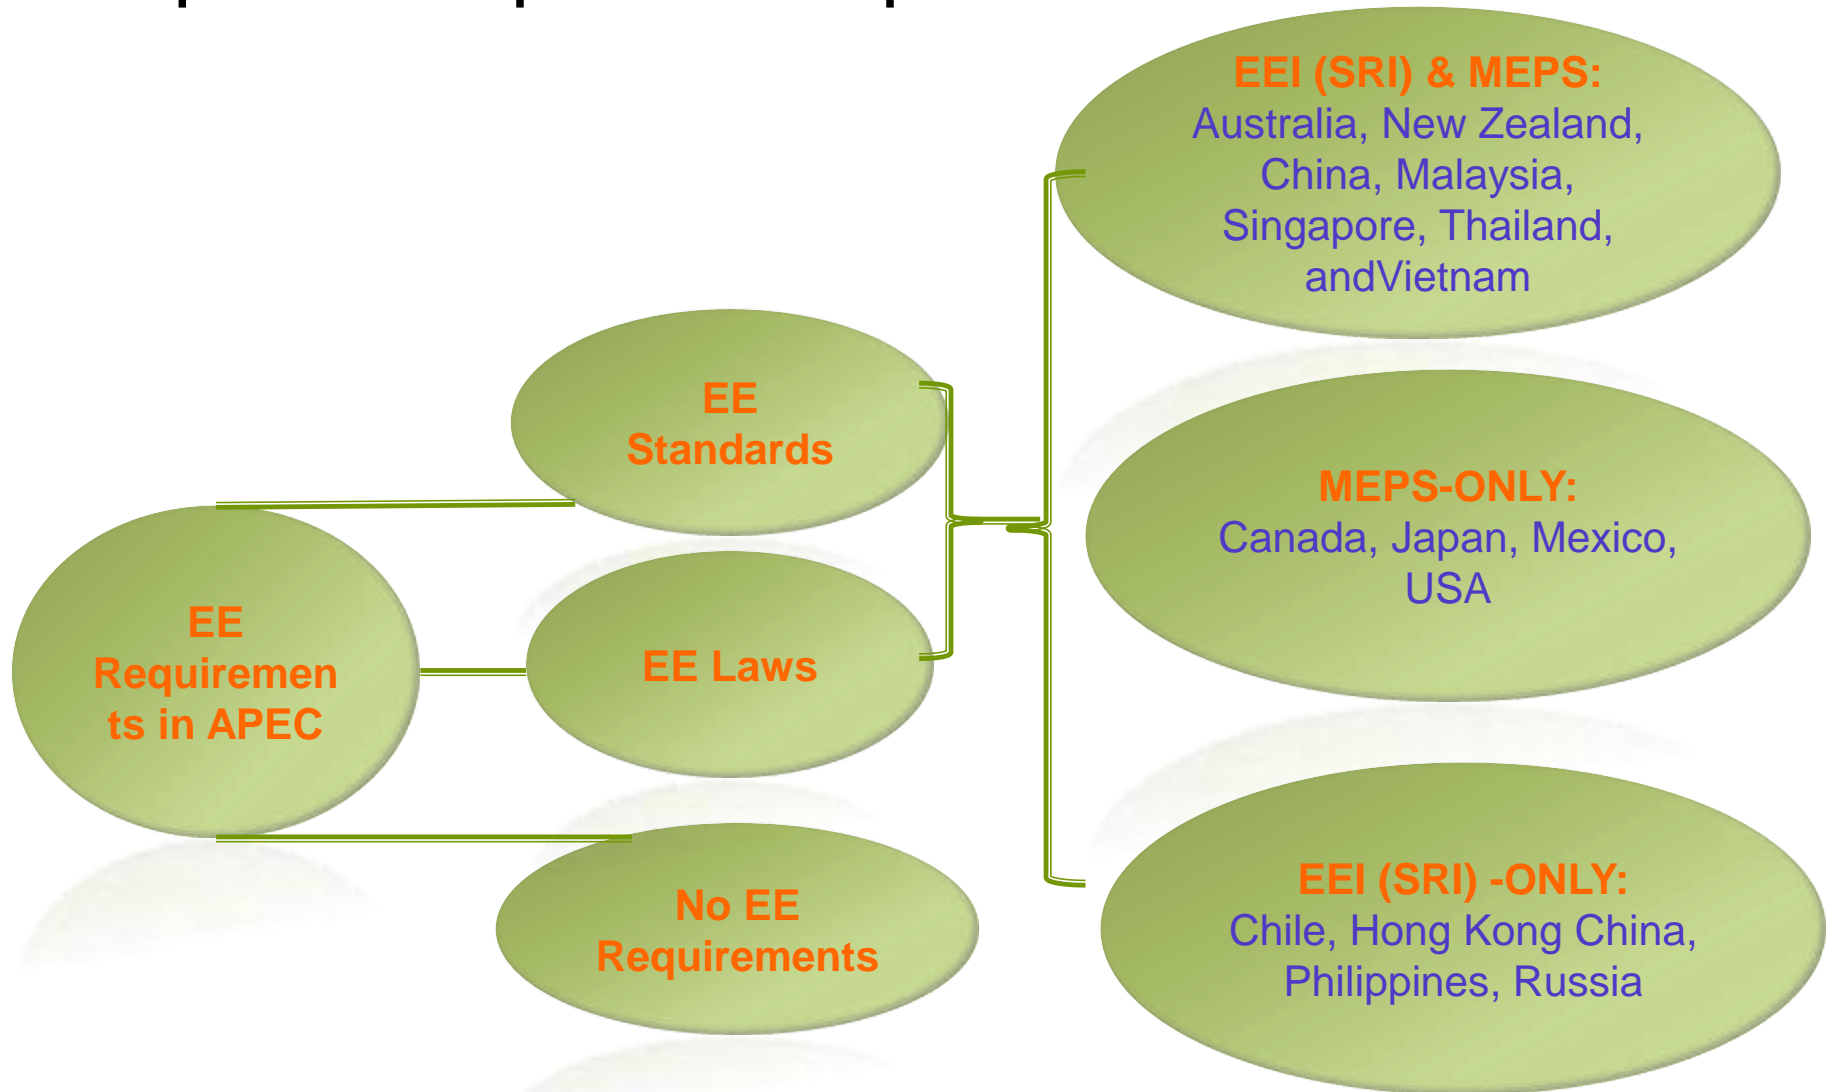 EE
Requiremen
ts in APEC
EE
Standards
EE Laws
No EE
Requirements
EEI (SRI) & MEPS:
Australia, New Zealand,
China, Malaysia,
Singapore, Thailand,
andVietnam
MEPS-ONLY:
Canada, Japan, Mexico,
USA
EEI (SRI) -ONLY:
Chile, Hong Kong China,
Philippines, Russia